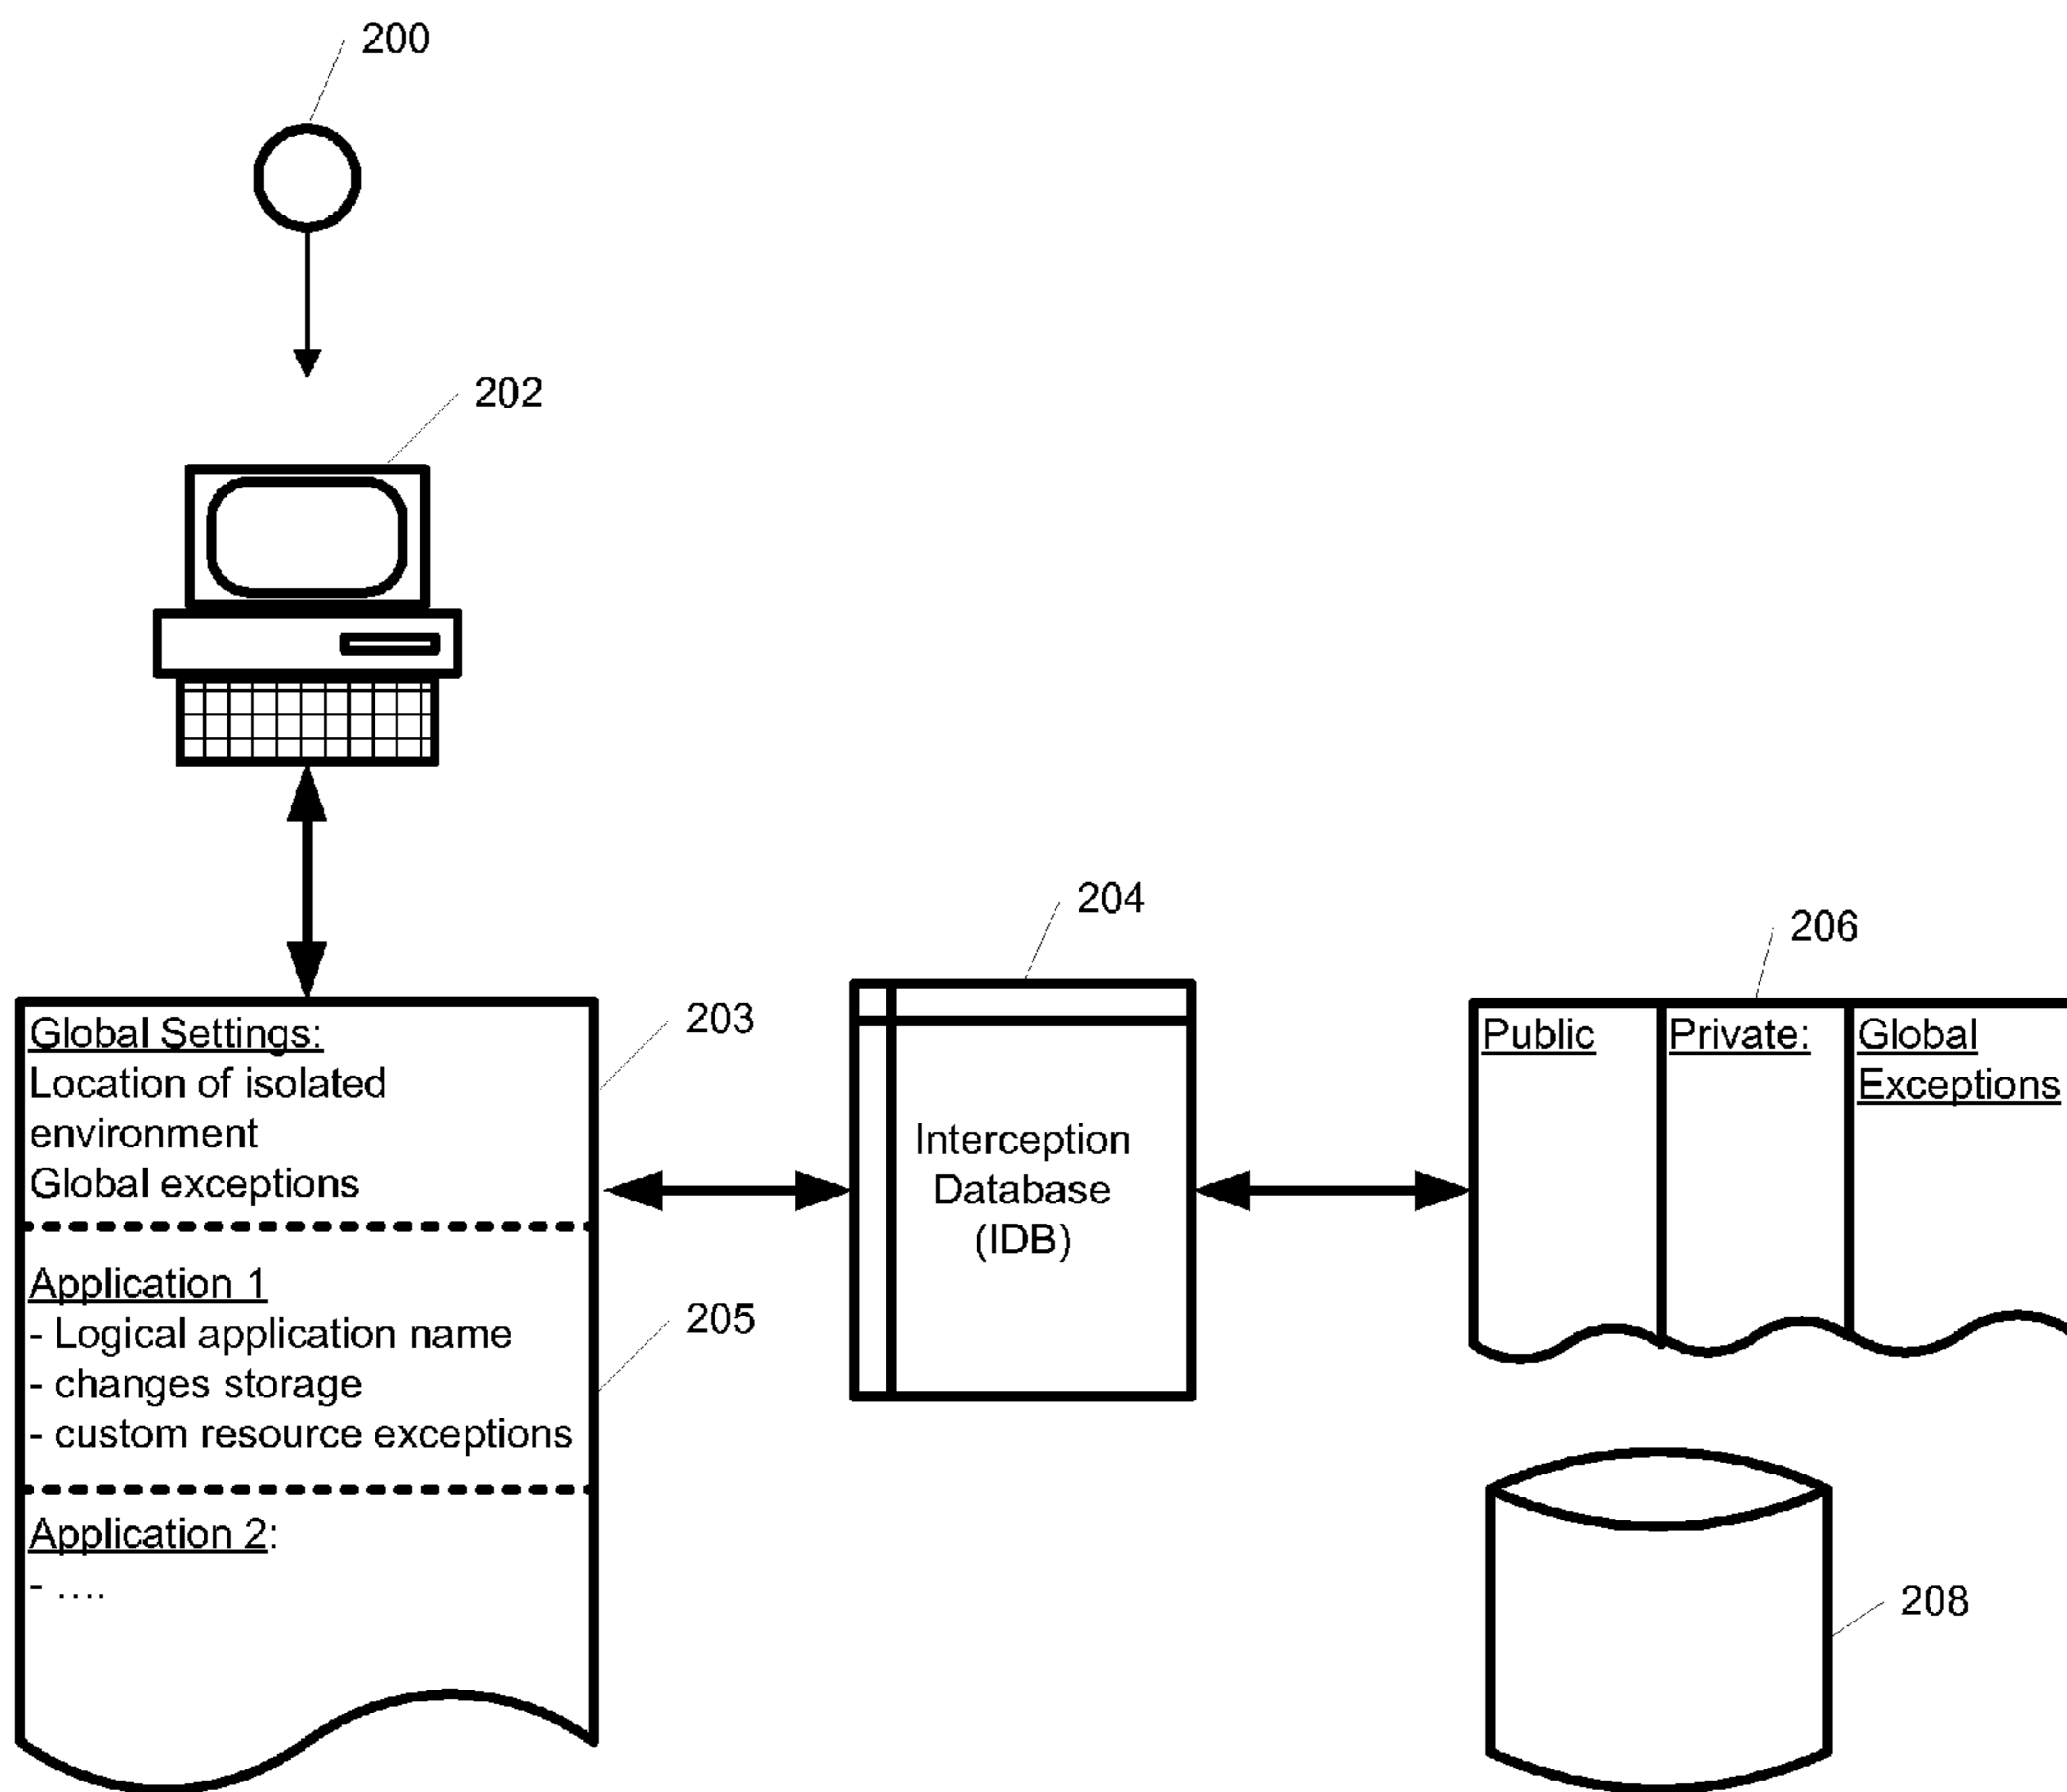 200
202
204
206
203
Global Settings:
Location of isolated
environment
Global exceptions
Application 1
- Logical application name
- changes storage
- custom resource exceptions
Application 2:
- ....
205
Interception
Database
(IDB)
Public
Private:
Global
Exceptions
208